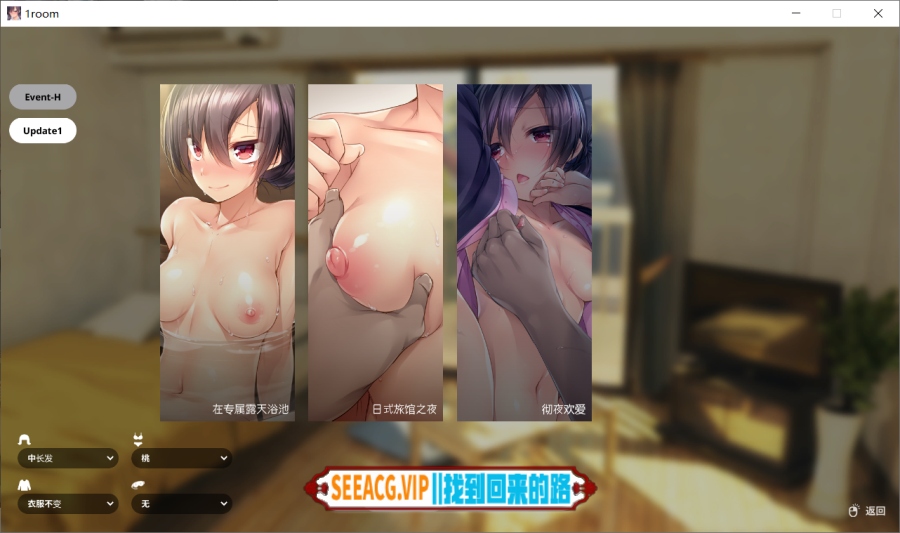 1room
Event-H
Update1
在专属露天浴池
日式旅馆之夜
彻夜欢爱
中长发
桃
衣服不变
无
SEEACG.VIP||找到回来的路
返回